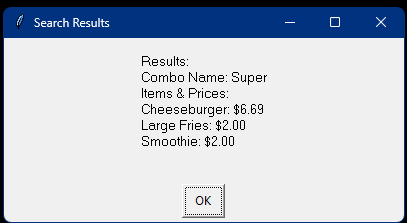 Search Results
Results:
Combo Name: Super
Items & Prices:
Cheeseburger: $6.69
Large Fries: $2.00
Smoothie: $2.00
OK